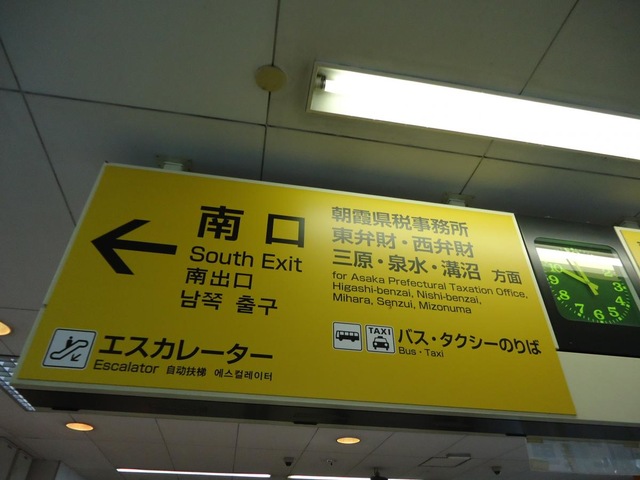 南口
South Exit
南出口
남쪽 출구
エスカレーター
Escalator 自动扶梯 에스컬레이터
朝霞県税事務所
東弁財・西弁財
三原・泉水・溝沼 方面
for Asaka Prefectural Taxation Office,
Higashi-benzai, Nishi-benzai,
Mihara, Senzui, Mizonuma
TAXI
バス・タクシーのりば
Bus・Taxi